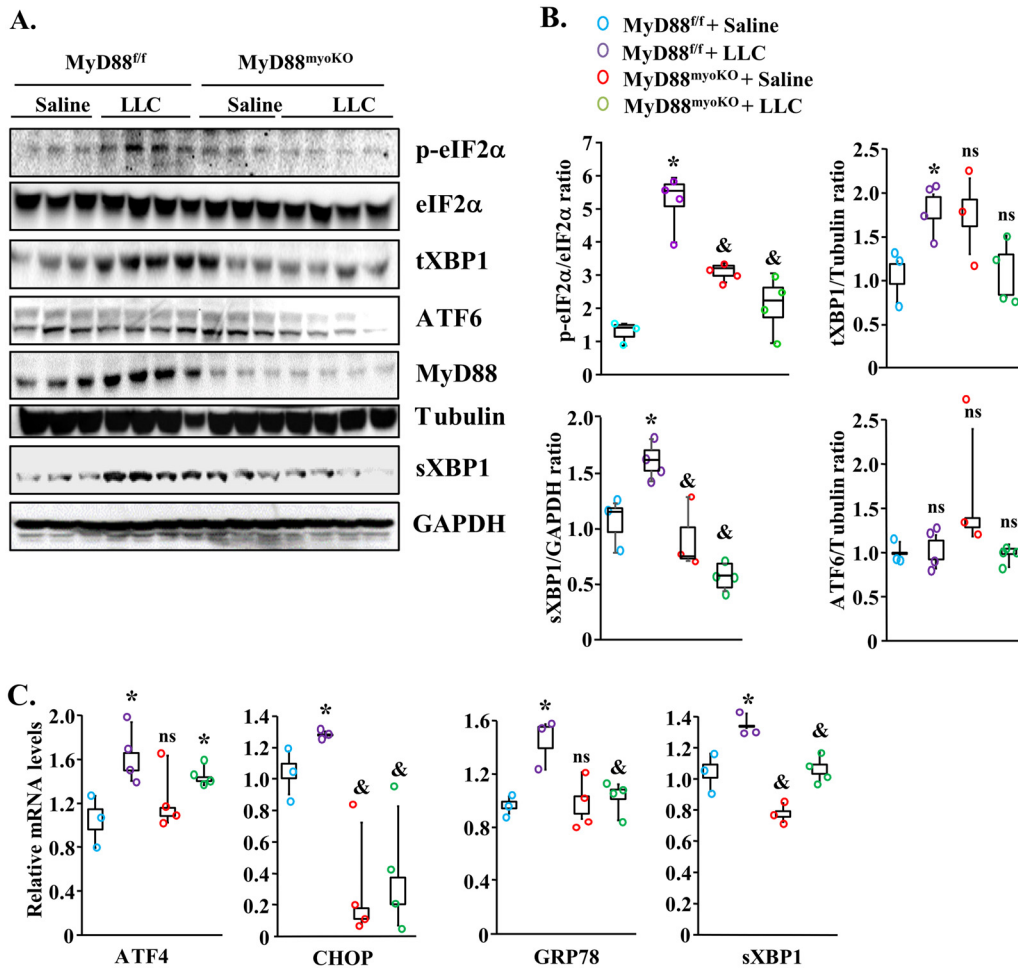 A.
MyD88f/f
MyD88myoKO
Saline
LLC
Saline
LLC
p-eIF2α
eIF2α
tXBP1
ATF6
MyD88
Tubulin
sXBP1
GAPDH
B.
MyD88f/f + Saline
MyD88f/f + LLC
MyD88myoKO + Saline
MyD88myoKO + LLC
p-eIF2α/eIF2α ratio
7
6
5
4
3
2
1
0
*
&
&
tXBP1/Tubulin ratio
2.5
2.0
1.5
1.0
0.5
0
*
ns
ns
sXBP1/GAPDH ratio
2.0
1.5
1.0
0.5
0
*
&
&
ATF6/Tubulin ratio
2.5
2.0
1.5
1.0
0.5
0
ns
ns
ns
C.
Relative mRNA levels
2.0
1.6
1.2
0.8
0.4
0
*
ns
*
ATF4
1.4
1.2
1.0
0.8
0.6
0.4
0.2
0
*
&
&
CHOP
1.6
1.2
0.8
0.4
0
*
ns
&
GRP78
1.4
1.2
1.0
0.8
0.6
0.4
0.2
0
*
&
&
sXBP1